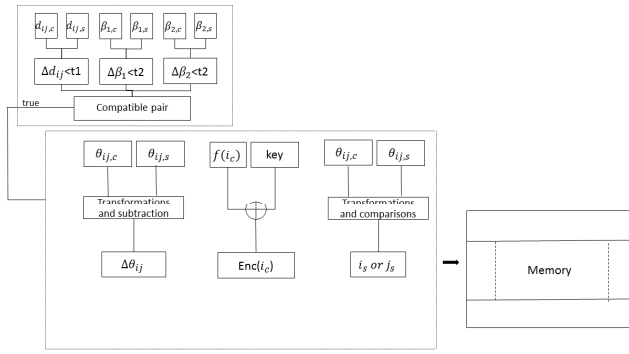 d_{ij,c} d_{ij,s} β_{1,c} β_{1,s} β_{2,c} β_{2,s}
Δd_{ij}<t1 Δβ_1<t2 Δβ_2<t2
true
Compatible pair
θ_{ij,c} θ_{ij,s} f(i_c) key θ_{ij,c} θ_{ij,s}
Transformations
and subtraction
Transformations
and comparisons
Δθ_{ij} Enc(i_c) i_s or j_s
Memory